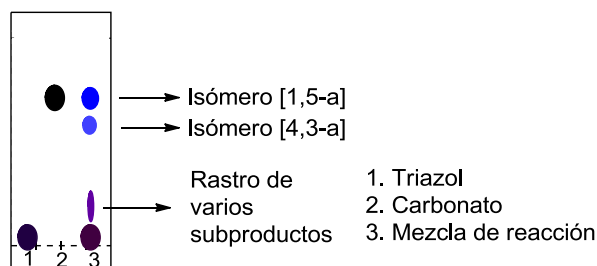 Isómero [1,5-a]
Isómero [4,3-a]
Rastro de
varios
subproductos
1. Triazol
2. Carbonato
3. Mezcla de reacción
1 2 3